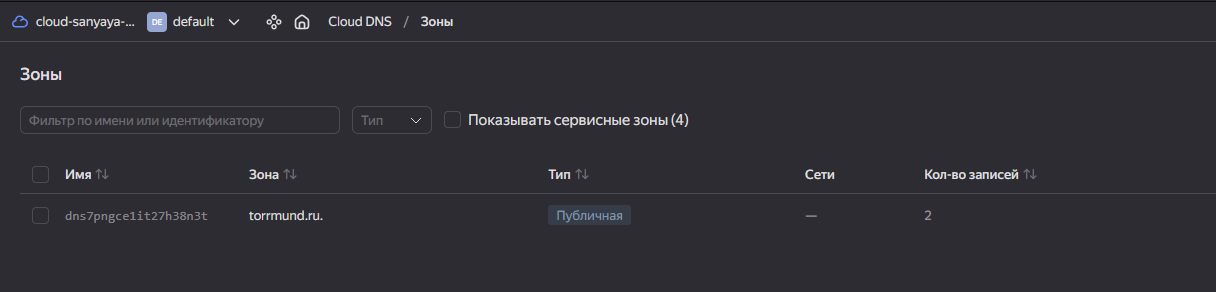 cloud-sanyaya-... DE default Cloud DNS / Зоны
Зоны
Фильтр по имени или идентификатору Тип Показывать сервисные зоны (4)
Имя Зона Тип Сети Кол-во записей
dns7pngce1it27h38n3t torrmund.ru. Публичная — 2